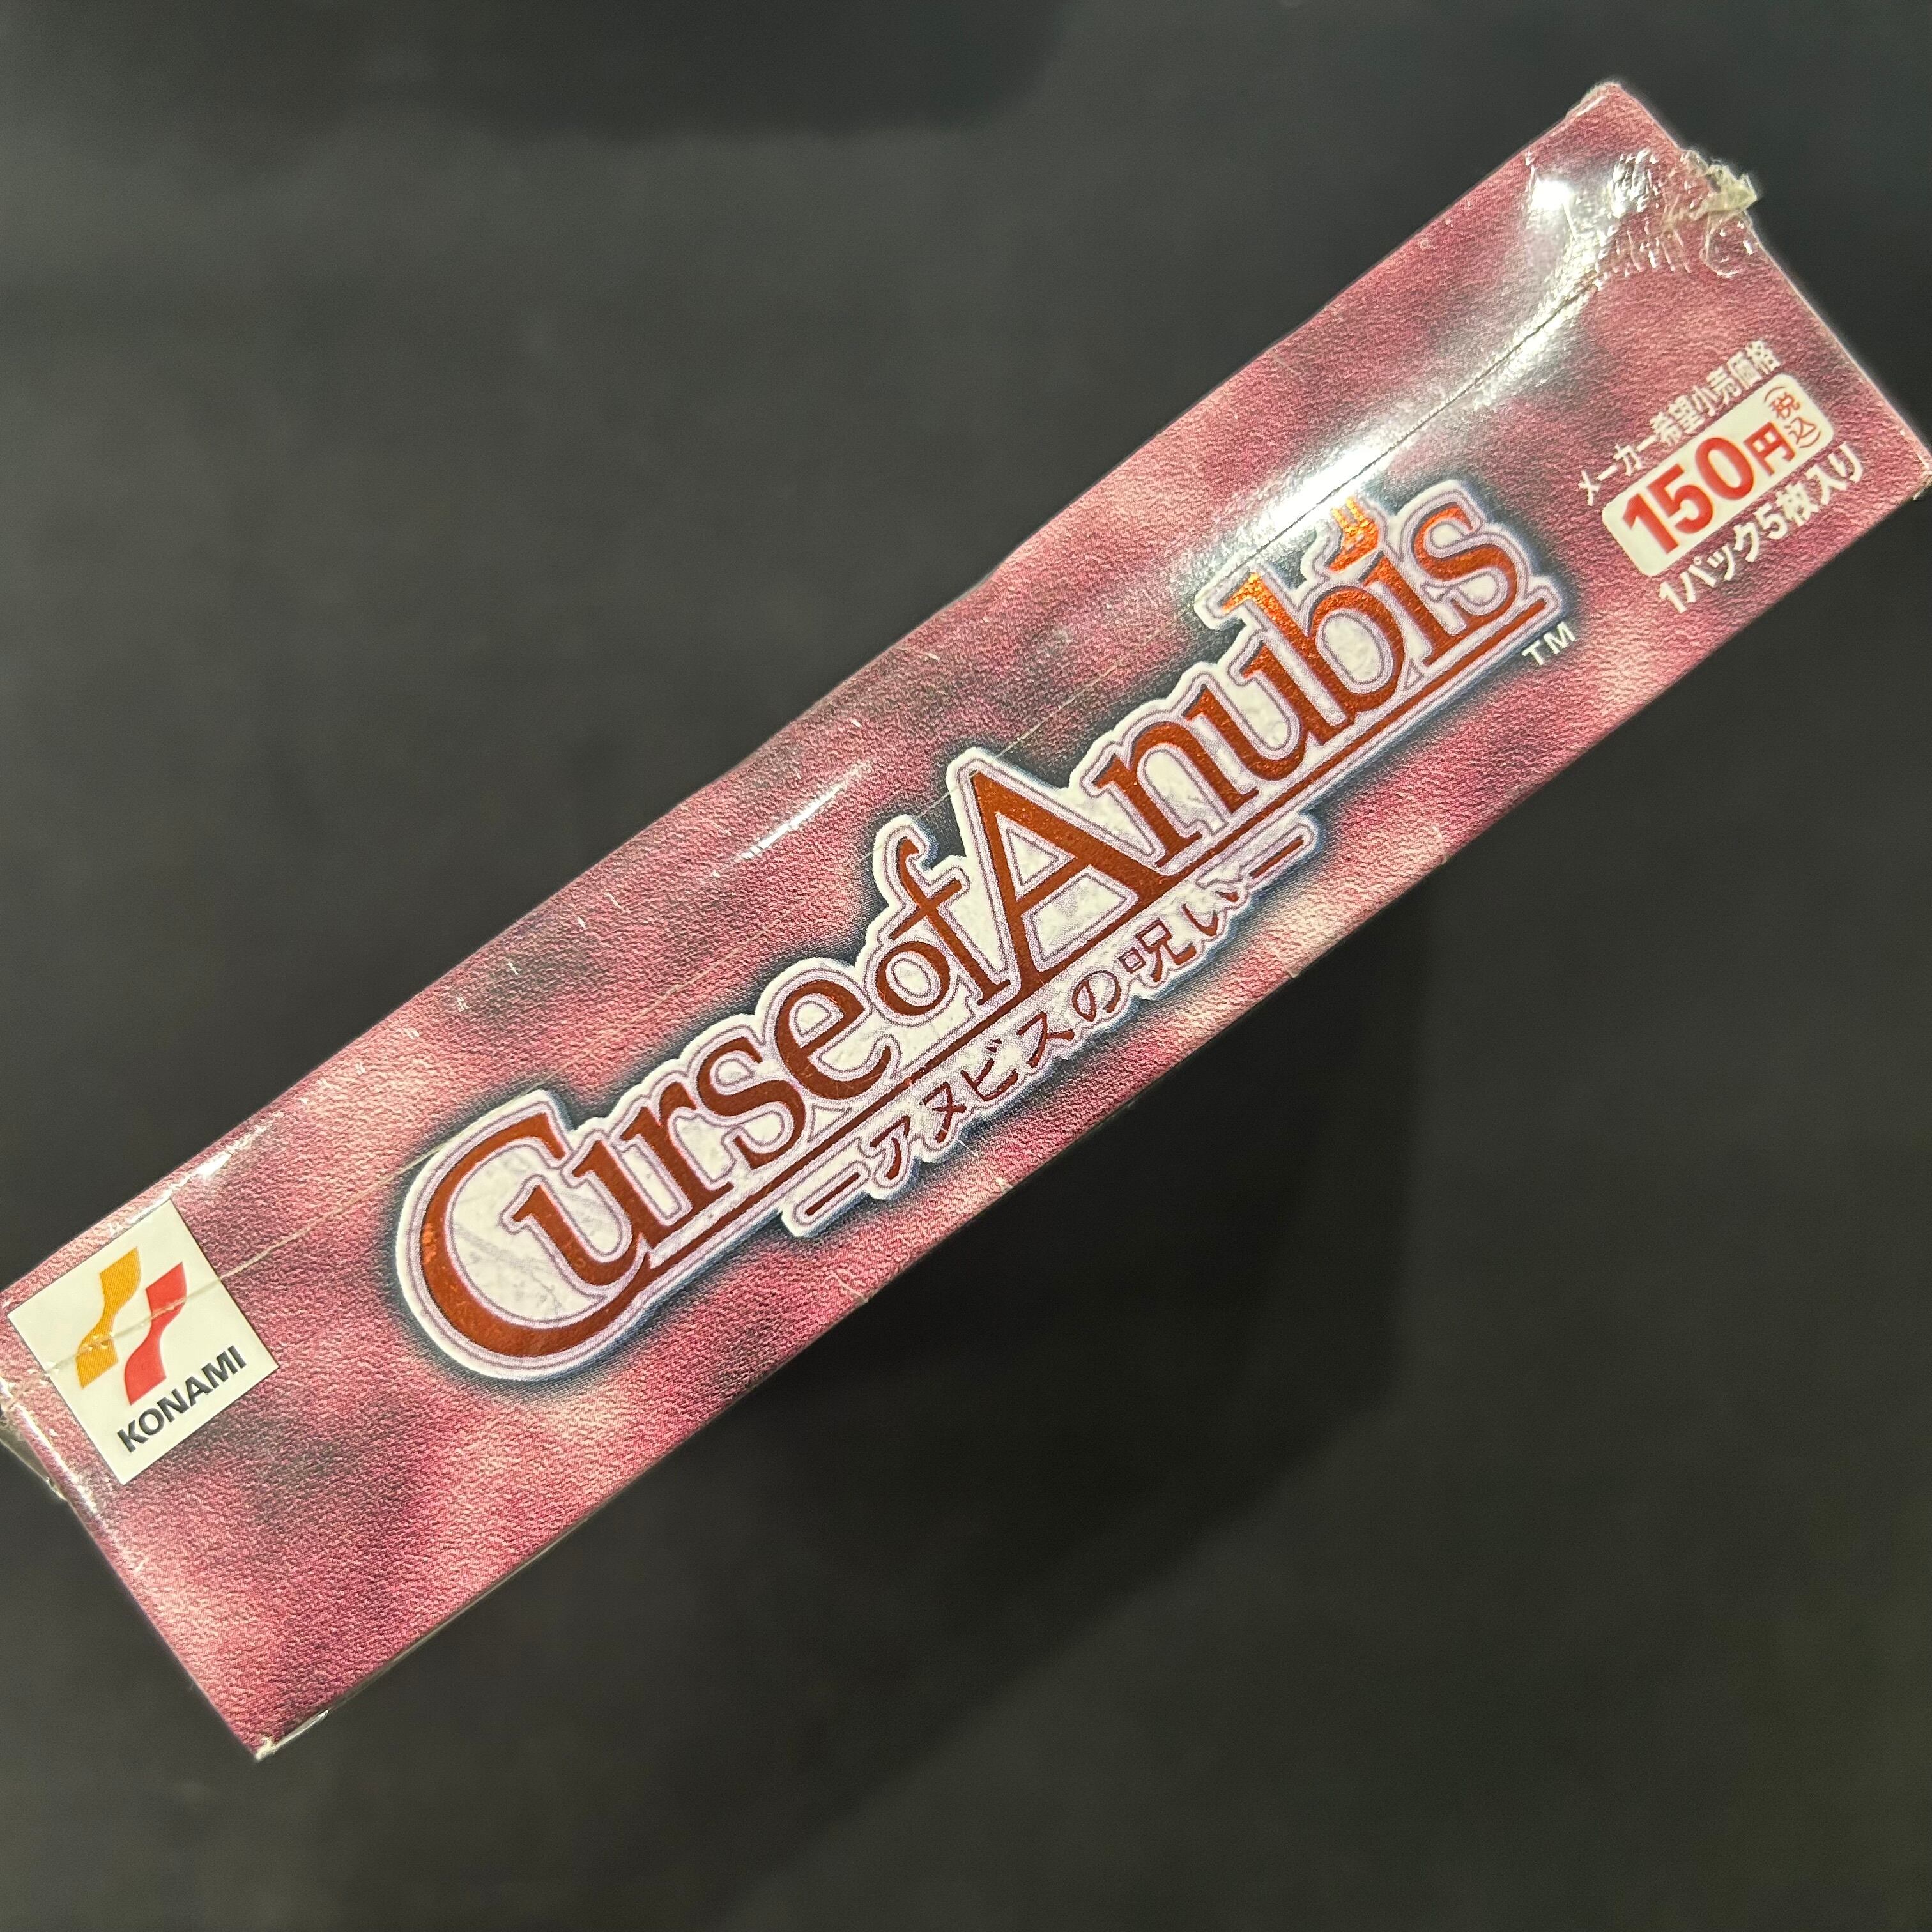 KONAMI
Curse of Anubis
ーアヌビスの呪いー
TM
メーカー希望小売価格
150円(税込)
1パック5枚入り